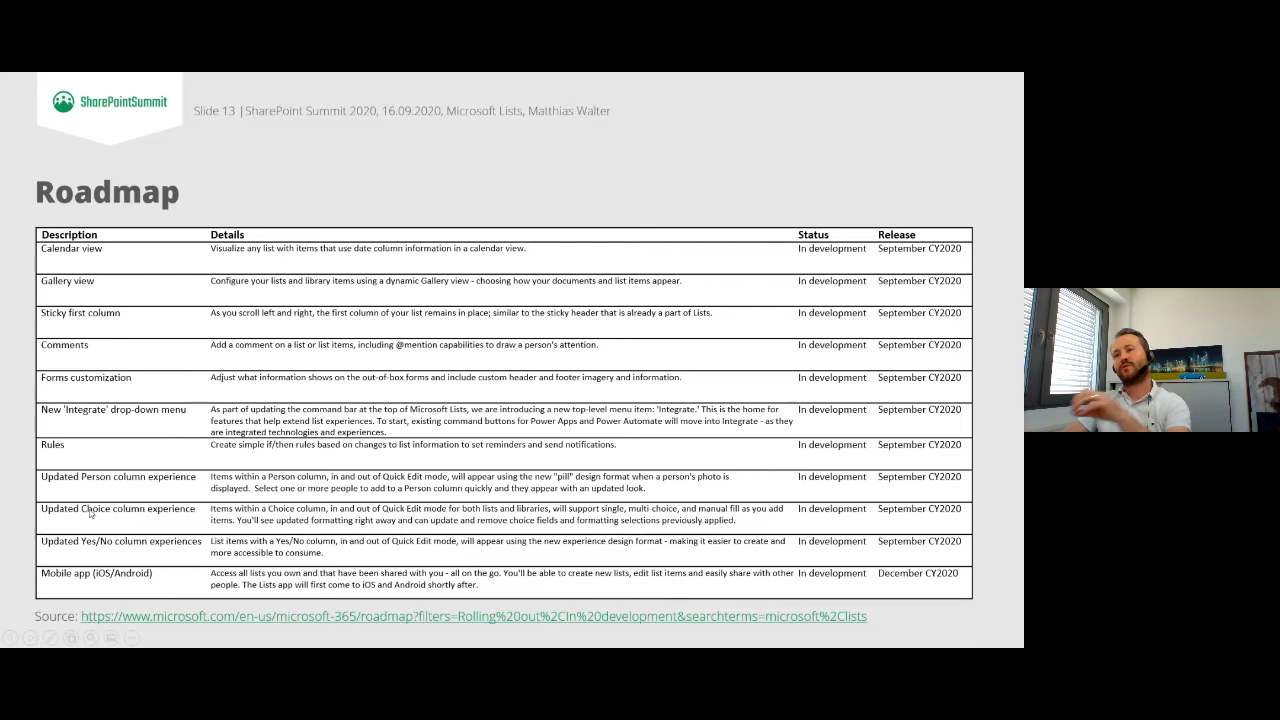 SharePointSummit
Slide 13 |SharePoint Summit 2020, 16.09.2020, Microsoft Lists, Matthias Walter
Roadmap
Description Details Status Release
Calendar view Visualize any list with items that use date column information in a calendar view. In development September CY2020
Gallery view Configure your lists and library items using a dynamic Gallery view - choosing how your documents and list items appear. In development September CY2020
Sticky first column As you scroll left and right, the first column of your list remains in place; similar to the sticky header that is already a part of Lists. In development September CY2020
Comments Add a comment on a list or list items, including @mention capabilities to draw a person's attention. In development September CY2020
Forms customization Adjust what information shows on the out-of-box forms and include custom header and footer imagery and information. In development September CY2020
New 'Integrate' drop-down menu As part of updating the command bar at the top of Microsoft Lists, we are introducing a new top-level menu item: 'Integrate.' This is the home for In development September CY2020
features that help extend list experiences. To start, existing command buttons for Power Apps and Power Automate will move into Integrate - as they
are integrated technologies and experiences.
Rules Create simple if/then rules based on changes to list information to set reminders and send notifications. In development September CY2020
Updated Person column experience Items within a Person column, in and out of Quick Edit mode, will appear using the new "pill" design format when a person's photo is In development September CY2020
displayed. Select one or more people to add to a Person column quickly and they appear with an updated look.
Updated Choice column experience Items within a Choice column, in and out of Quick Edit mode for both lists and libraries, will support single, multi-choice, and manual fill as you add In development September CY2020
items. You'll see updated formatting right away and can update and remove choice fields and formatting selections previously applied.
Updated Yes/No column experiences List items with a Yes/No column, in and out of Quick Edit mode, will appear using the new experience design format - making it easier to create and In development September CY2020
more accessible to consume.
Mobile app (iOS/Android) Access all lists you own and that have been shared with you - all on the go. You'll be able to create new lists, edit list items and easily share with other In development December CY2020
people. The Lists app will first come to iOS and Android shortly after.
Source: https://www.microsoft.com/en-us/microsoft-365/roadmap?filters=Rolling%20out%2CIn%20development&searchterms=microsoft%2Clists